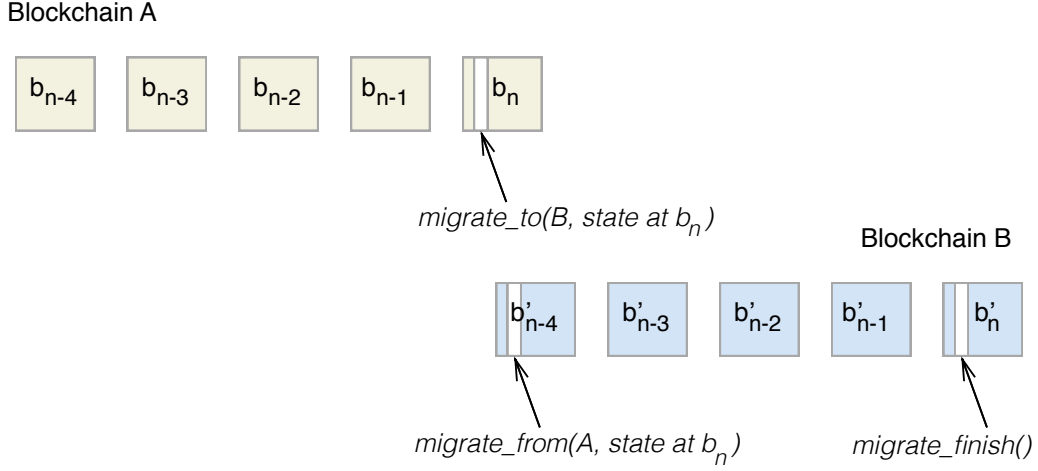 Blockchain A
b_{n-4} b_{n-3} b_{n-2} b_{n-1} b_n
migrate_to(B, state at b_n)
Blockchain B
b'_{n-4} b'_{n-3} b'_{n-2} b'_{n-1} b'_n
migrate_from(A, state at b_n) migrate_finish()